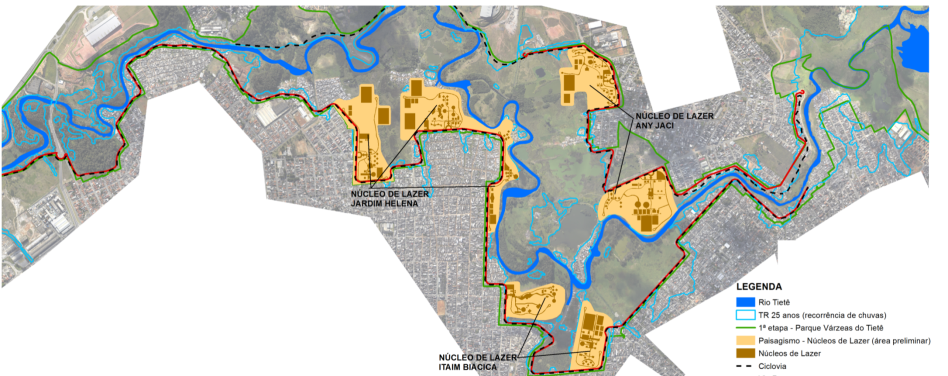 NÚCLEO DE LAZER
ANY JACI
NÚCLEO DE LAZER
JARDIM HELENA
NÚCLEO DE LAZER
ITAIM BIACICA
LEGENDA
Rio Tietê
TR 25 anos (recorrência de chuvas)
1ª etapa - Parque Várzeas do Tietê
Paisagismo - Núcleos de Lazer (área preliminar)
Núcleos de Lazer
Ciclovia